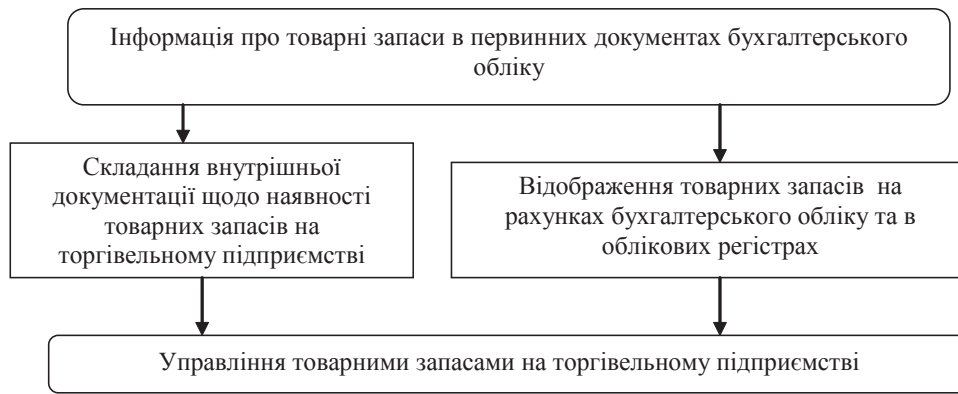 Інформація про товарні запаси в первинних документах бухгалтерського
обліку
Складання внутрішньої
документації щодо наявності
товарних запасів на
торгівельному підприємстві
Відображення товарних запасів на
рахунках бухгалтерського обліку та в
облікових регістрах
Управління товарними запасами на торгівельному підприємстві